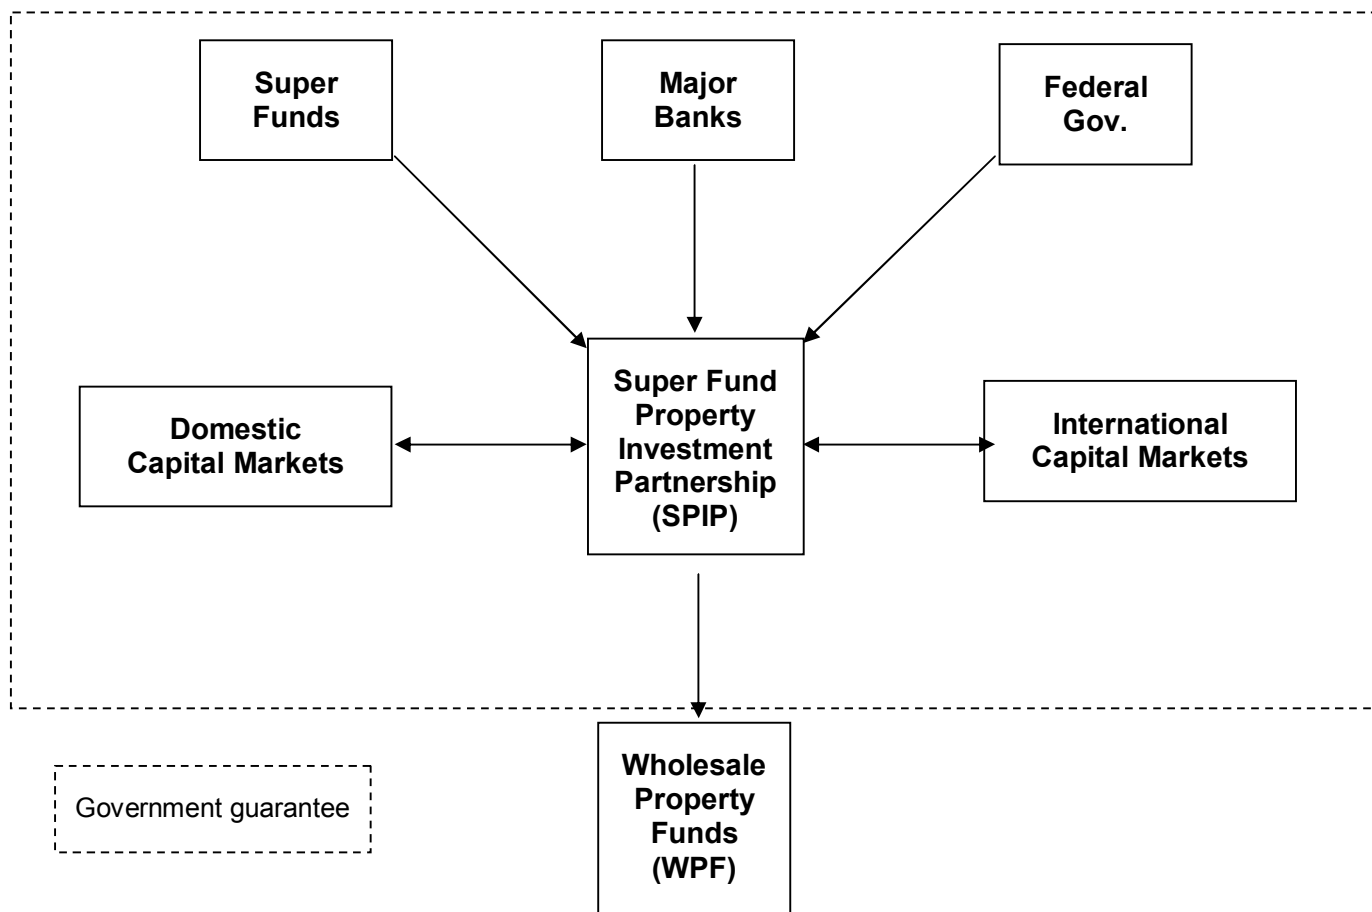 Super
Funds
Major
Banks
Federal
Gov.
Domestic
Capital Markets
Super Fund
Property
Investment
Partnership
(SPIP)
International
Capital Markets
Wholesale
Property
Funds
(WPF)
Government guarantee